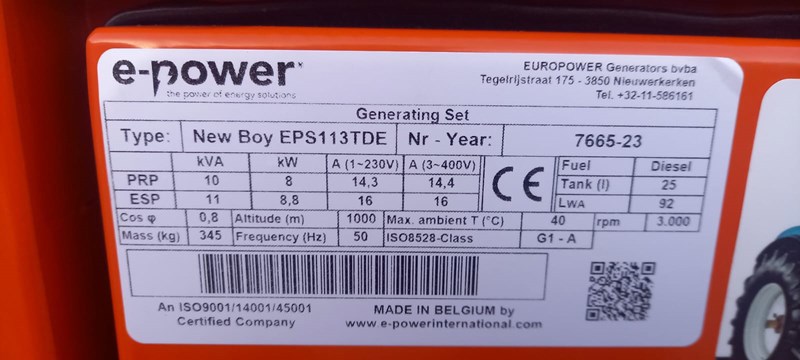 e-power
the power of energy solutions
EUROPOWER Generators bvba
Tegelrijstraat 175 - 3850 Nieuwerkerken
Tel. +32-11-586161
Generating Set
Type: New Boy EPS113TDE Nr - Year: 7665-23
kVA kW A (1~230V) A (3~400V)
PRP 10 8 14,3 14,4
ESP 11 8,8 16 16
CE
Fuel Diesel
Tank (l) 25
LWA 92
Cos φ 0,8 Altitude (m) 1000 Max. ambient T (°C) 40 rpm 3.000
Mass (kg) 345 Frequency (Hz) 50 ISO8528-Class G1 - A
An ISO9001/14001/45001
Certified Company
MADE IN BELGIUM by
www.e-powerinternational.com